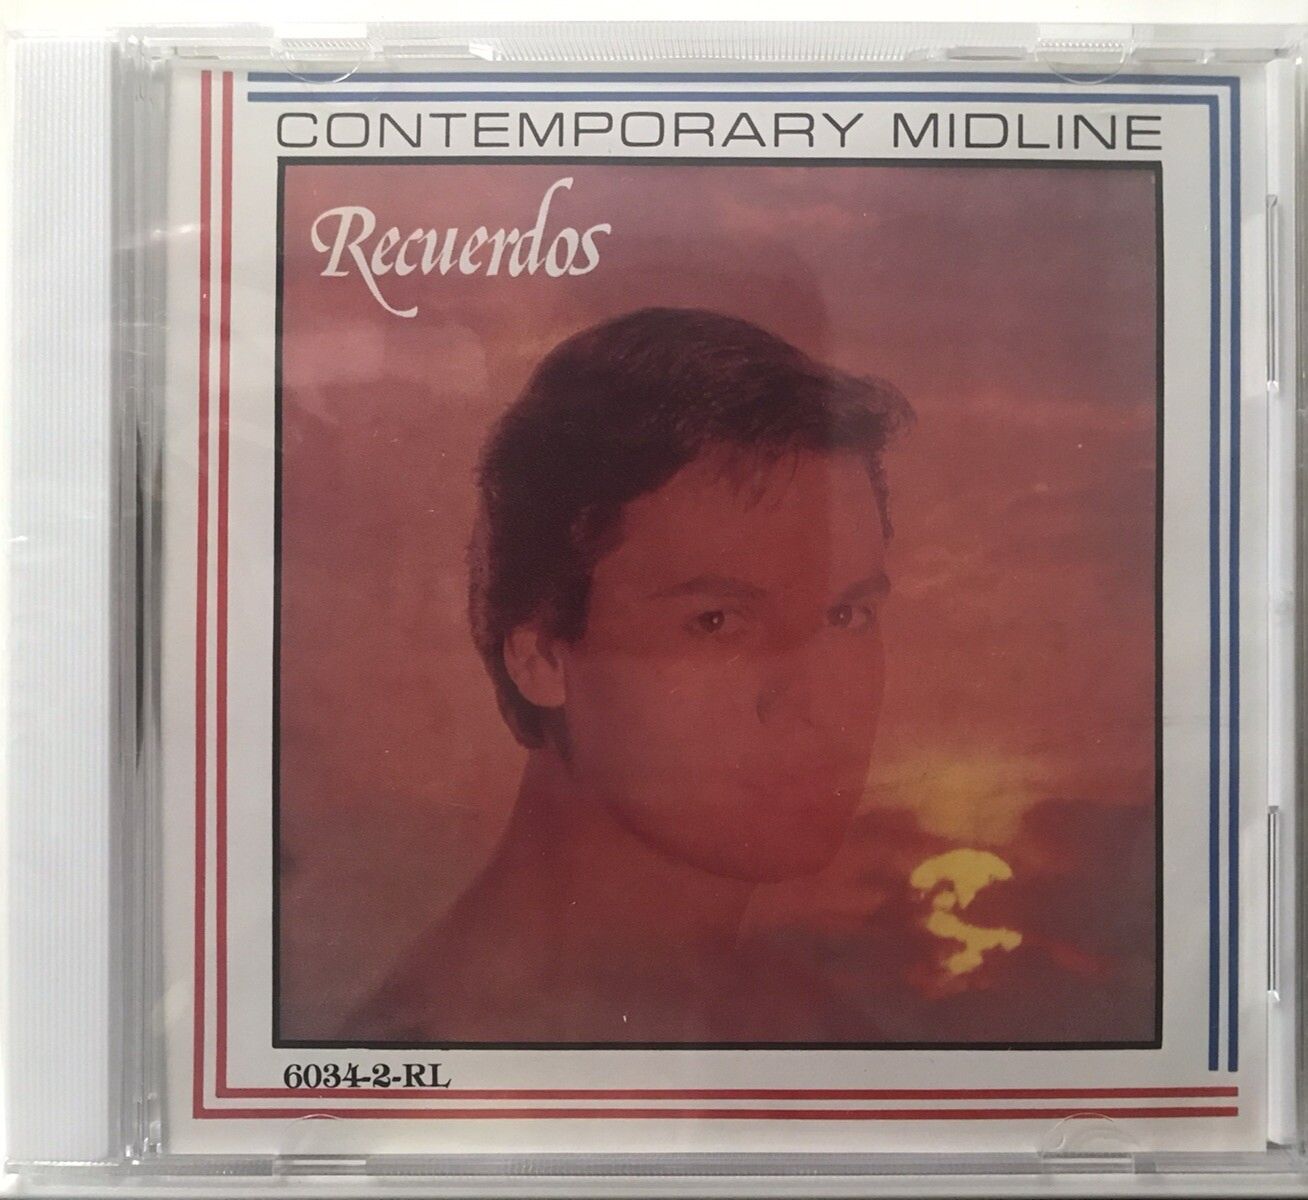 CONTEMPORARY MIDLINE
Recuerdos
6034-2-RL